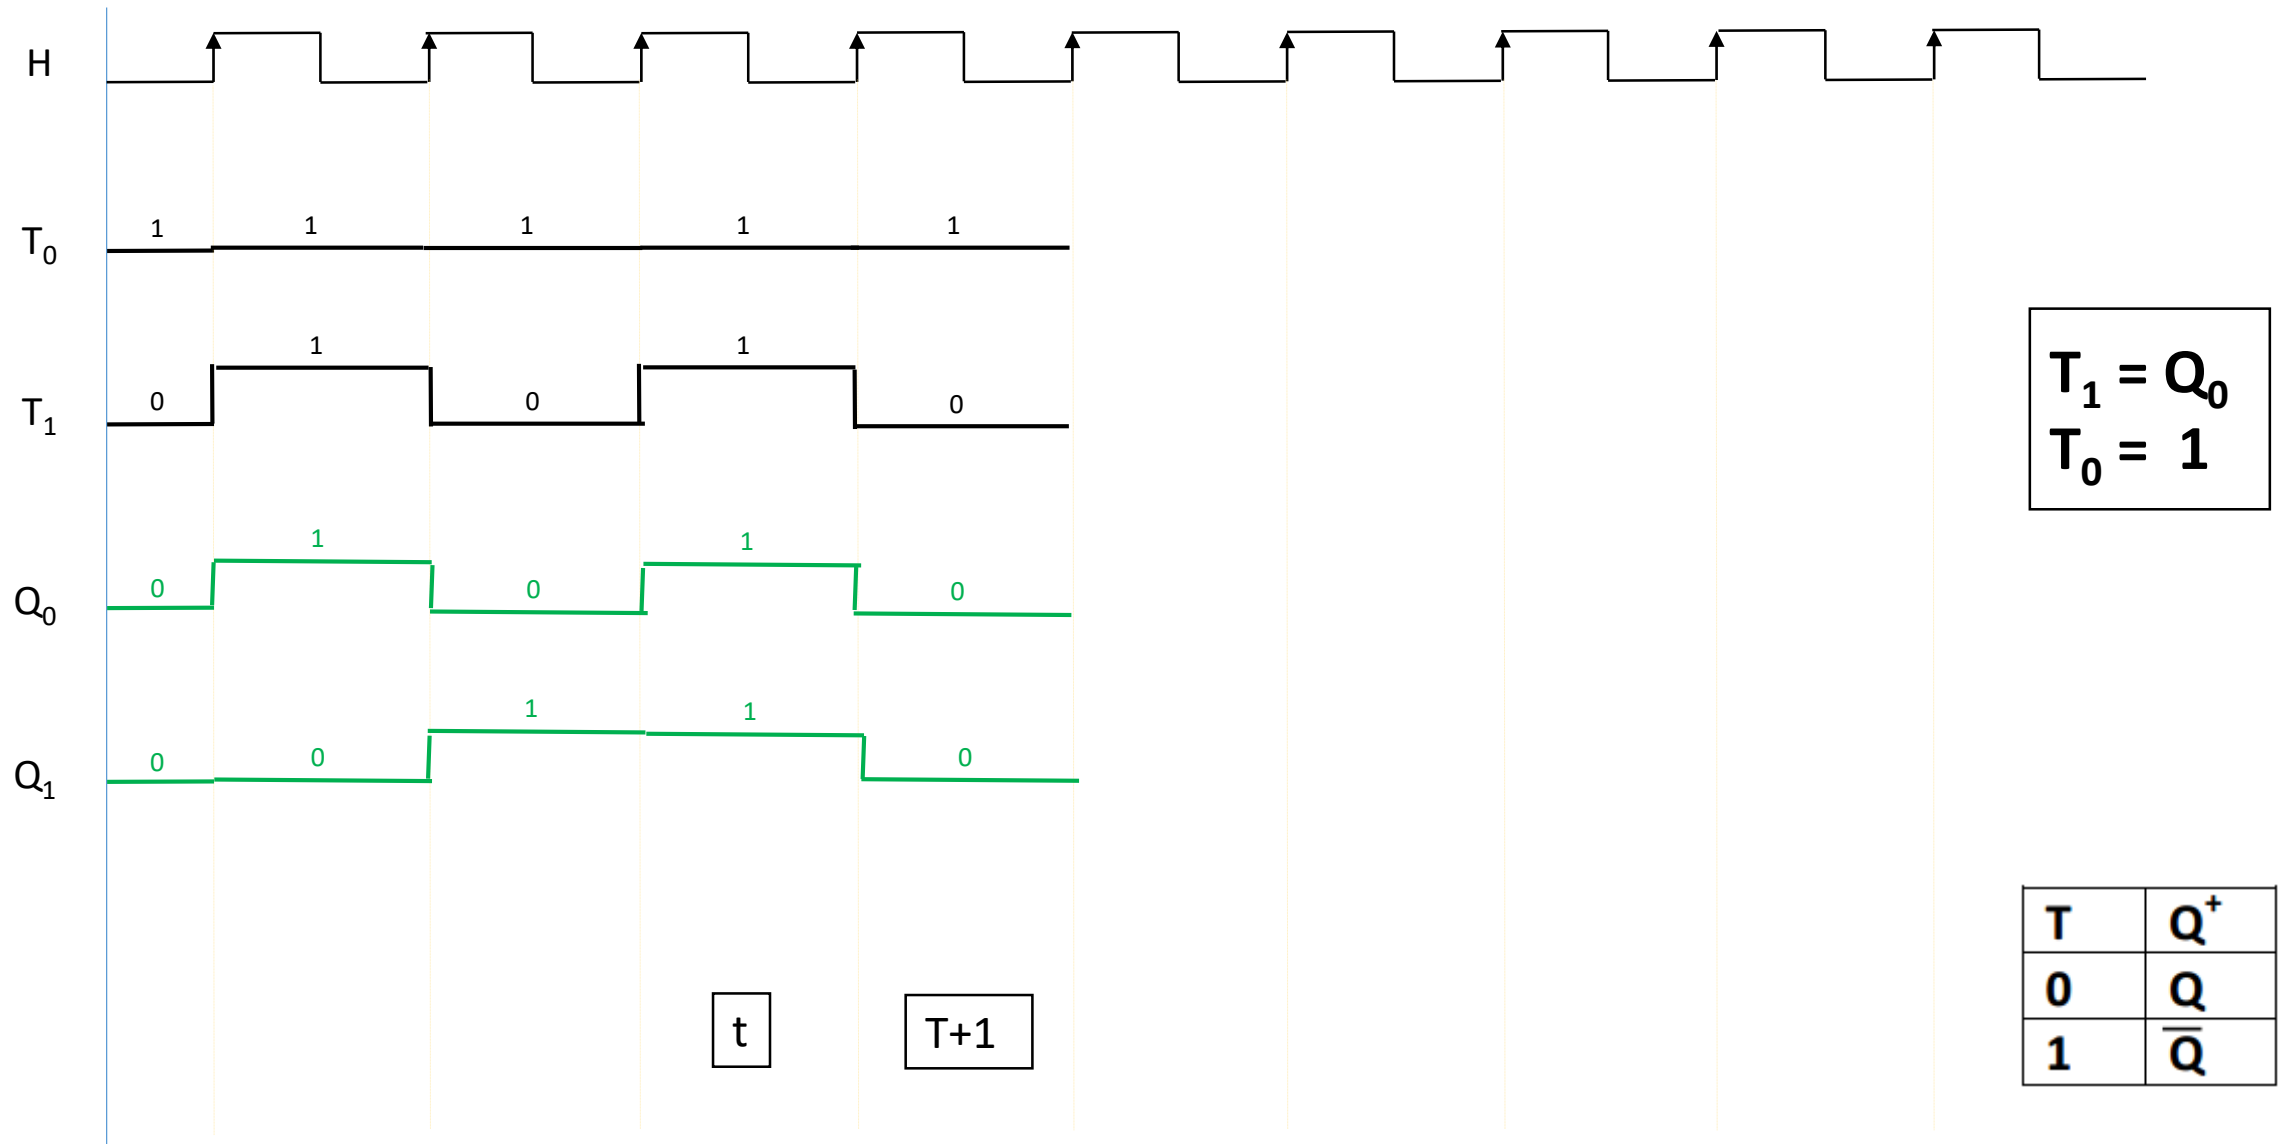 H
T0 1 1 1 1 1
T1 0 1 0 1 0
T1 = Q0
T0 = 1
Q0 0 1 0 1 0
Q1 0 0 1 1 0
t T+1
T Q+
0 Q
1 Q̅